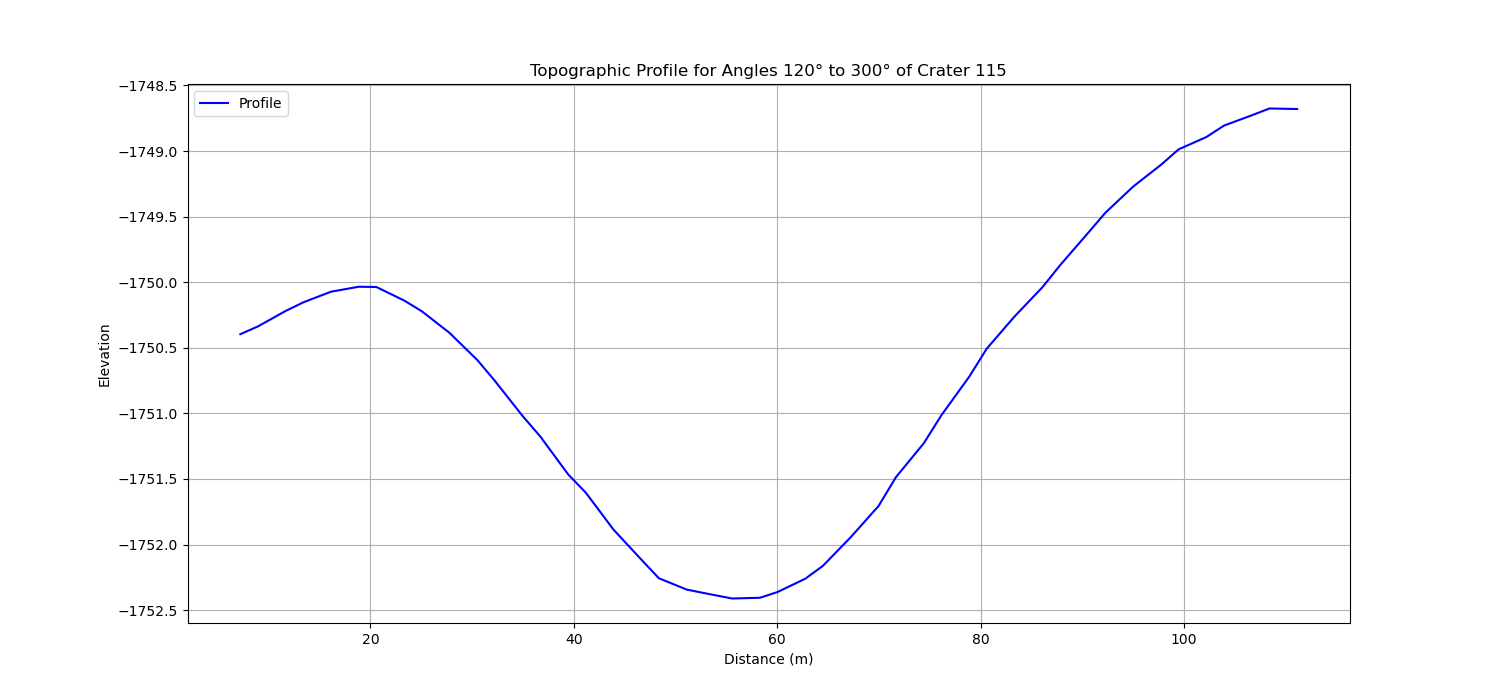 Topographic Profile for Angles 120° to 300° of Crater 115
Profile
−1748.5
−1749.0
−1749.5
−1750.0
−1750.5
−1751.0
−1751.5
−1752.0
−1752.5
Elevation
20 40 60 80 100
Distance (m)